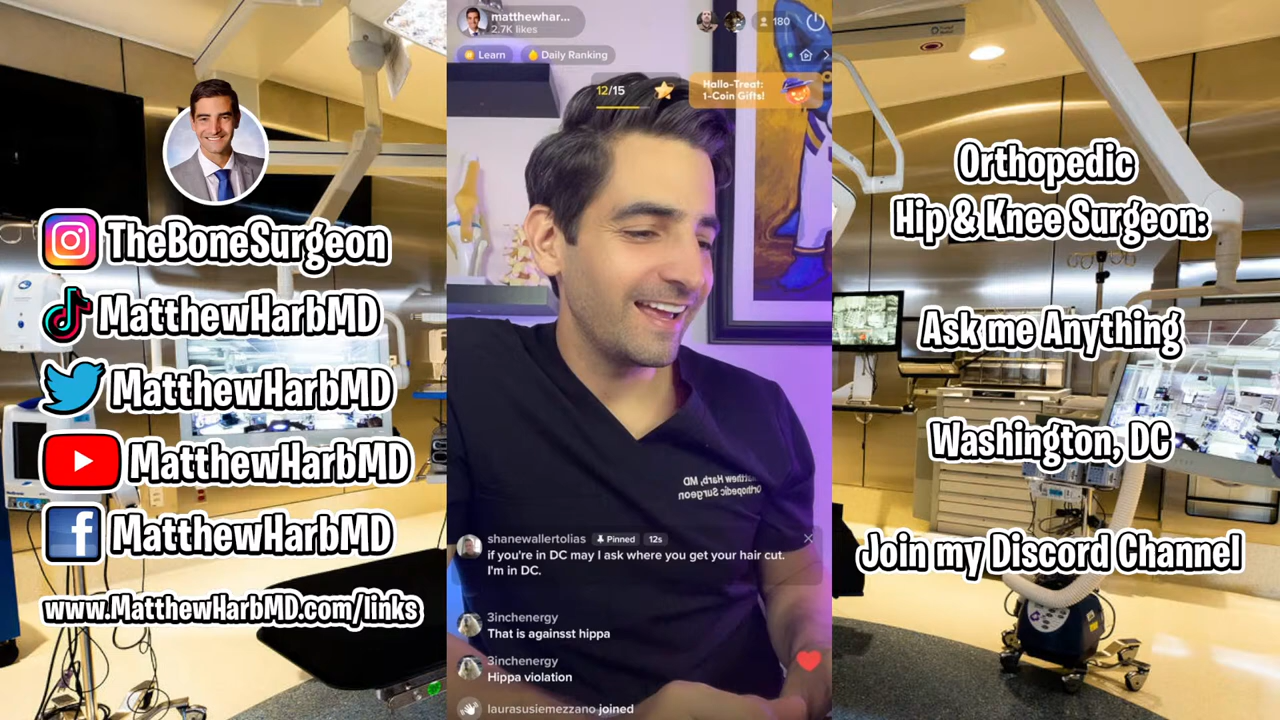 TheBoneSurgeon
MatthewHarbMD
MatthewHarbMD
MatthewHarbMD
MatthewHarbMD
www.MatthewHarbMD.com/links
matthewhar...
2.7K likes
180
Learn
Daily Ranking
12/15
Hallo-Treat:
1-Coin Gifts!
Matthew Harb, MD
Orthopedic Surgeon
shanewallertolias Pinned 12s
if you're in DC may I ask where you get your hair cut.
I'm in DC.
3inchenergy
That is againsst hippa
3inchenergy
Hippa violation
laurasusiemezzano joined
Orthopedic
Hip & Knee Surgeon:
Ask me Anything
Washington, DC
Join my Discord Channel